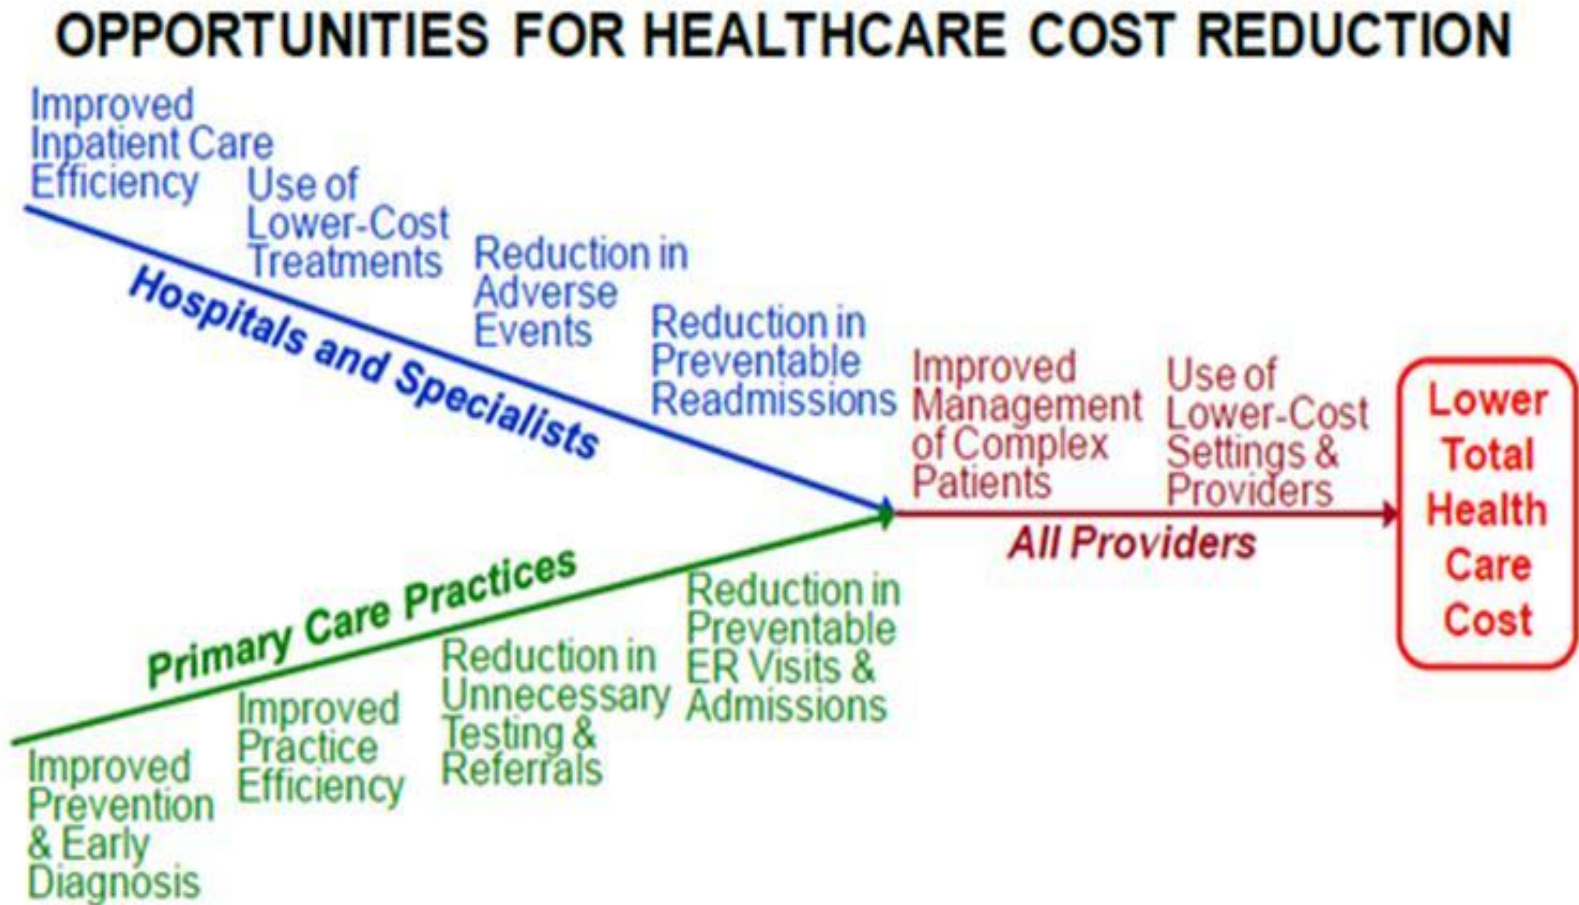 OPPORTUNITIES FOR HEALTHCARE COST REDUCTION
Improved
Inpatient Care
Efficiency
Use of
Lower-Cost
Treatments
Reduction in
Adverse
Events
Reduction in
Preventable
Readmissions
Hospitals and Specialists
Improved
Management
of Complex
Patients
Use of
Lower-Cost
Settings &
Providers
All Providers
Lower
Total
Health
Care
Cost
Primary Care Practices
Improved
Prevention
& Early
Diagnosis
Improved
Practice
Efficiency
Reduction in
Unnecessary
Testing &
Referrals
Reduction in
Preventable
ER Visits &
Admissions